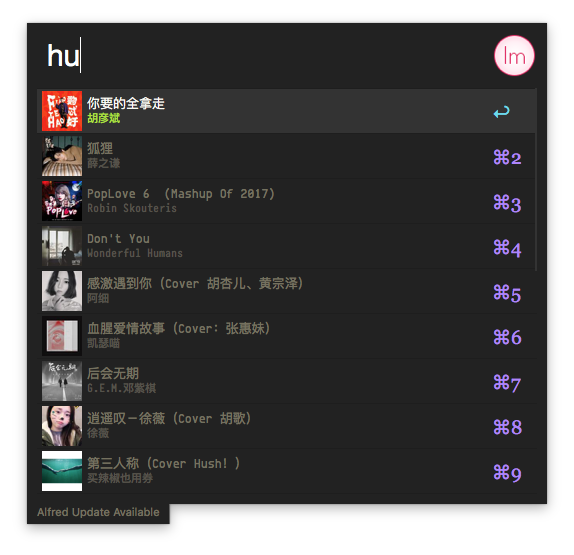 hu
lm
你要的全拿走
胡彦斌
狐狸
薛之谦
⌘2
PopLove 6 (Mashup Of 2017)
Robin Skouteris
⌘3
Don't You
Wonderful Humans
⌘4
感激遇到你 (Cover 胡杏儿、黄宗泽)
阿细
⌘5
血腥爱情故事 (Cover: 张惠妹)
凯瑟喵
⌘6
后会无期
G.E.M.邓紫棋
⌘7
逍遥叹－徐薇 (Cover 胡歌)
徐薇
⌘8
第三人称 (Cover Hush! )
买辣椒也用券
⌘9
Alfred Update Available